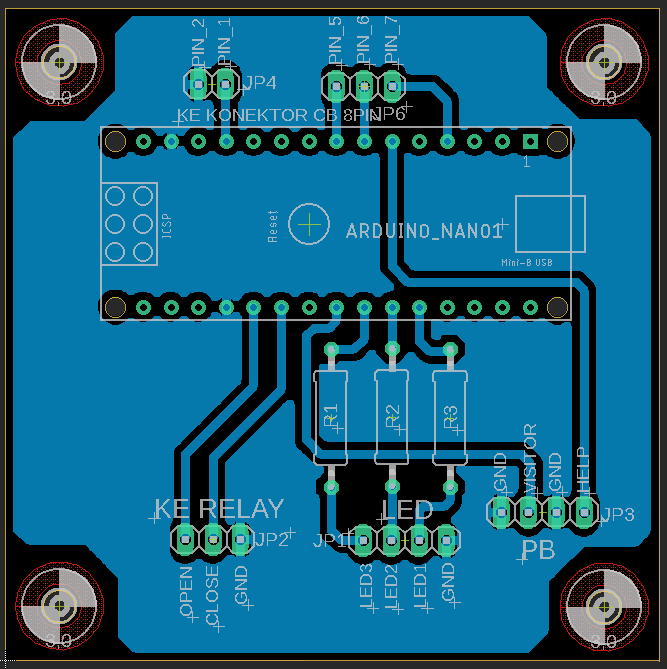 PIN_2
PIN_1
PIN_5
PIN_6
PIN_7
3.0
JP4
3.0
KE KONEKTOR CB 8PIN
JP6
1
ICSP
Reset
ARDUINO_NANO1
Mini-B USB
R1
R2
R3
GND
VISITOR
GND
HELP
KE RELAY
LED
JP2
JP1
JP3
PB
OPEN
CLOSE
GND
LED3
LED2
LED1
GND
3.0
3.0